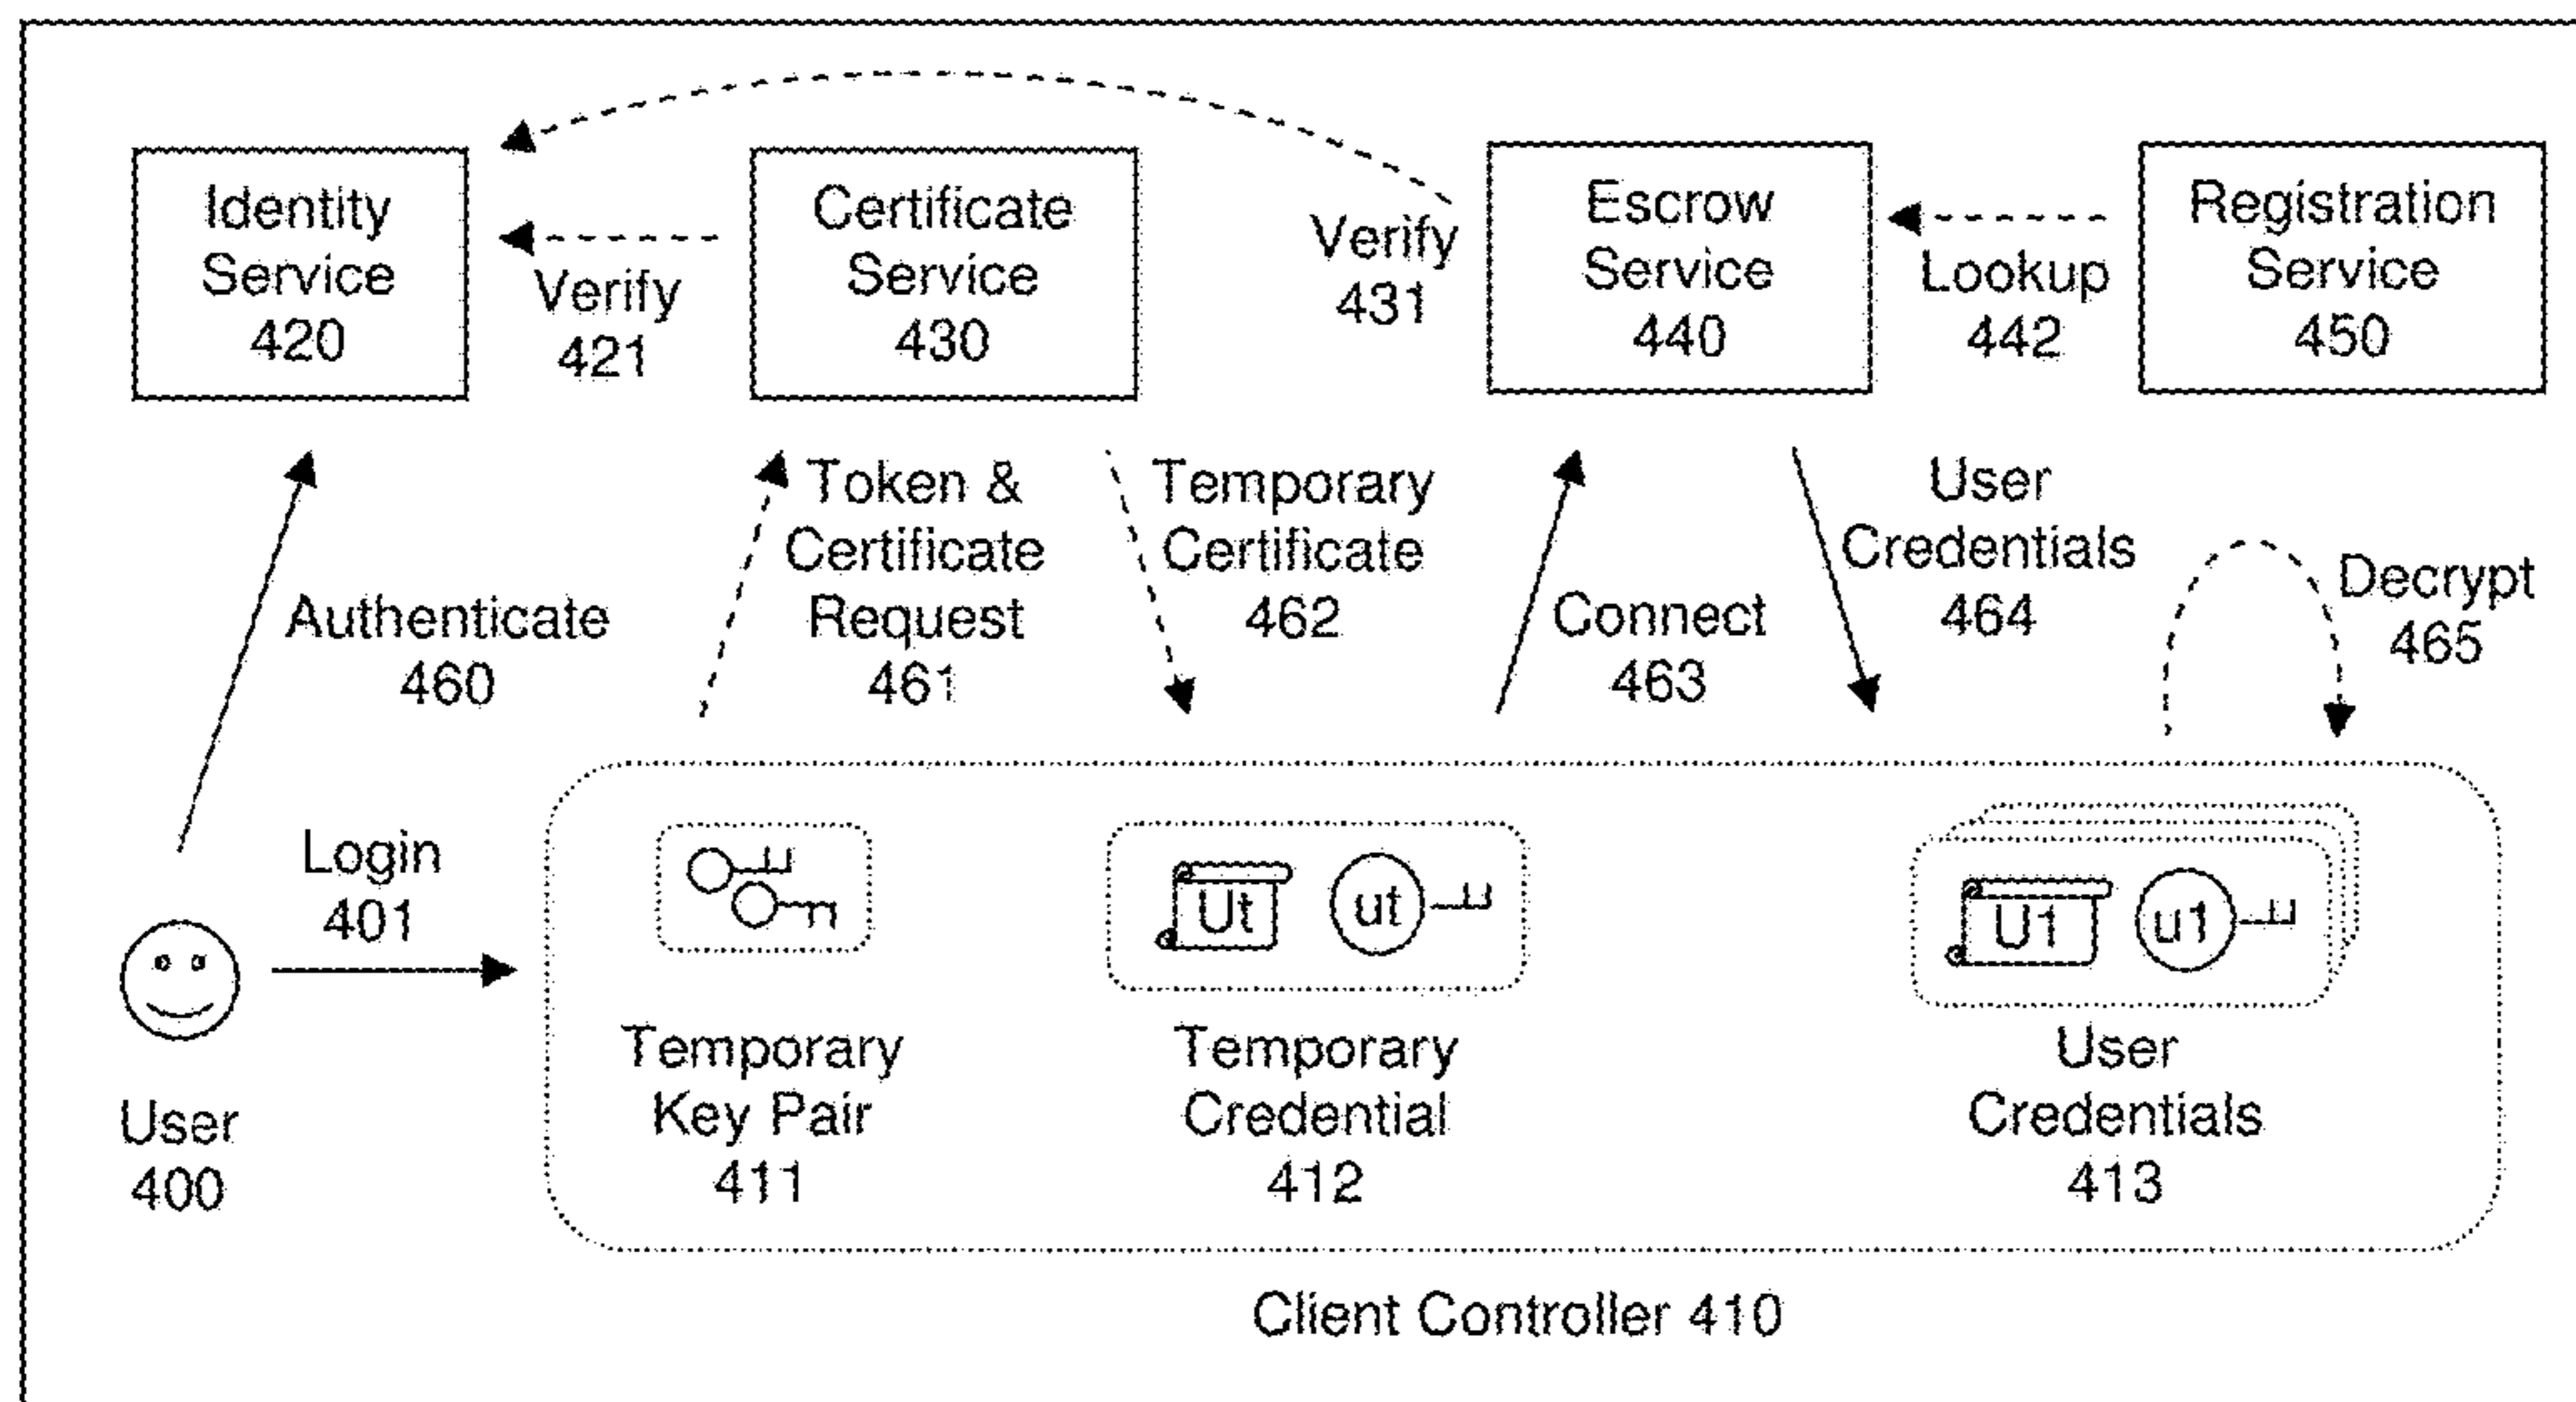 Identity
Service
420
Verify
421
Certificate
Service
430
Verify
431
Escrow
Service
440
Lookup
442
Registration
Service
450
Authenticate
460
Token &
Certificate
Request
461
Temporary
Certificate
462
Connect
463
User
Credentials
464
Decrypt
465
Login
401
User
400
Temporary
Key Pair
411
Ut
ut
Temporary
Credential
412
U1
u1
User
Credentials
413
Client Controller 410